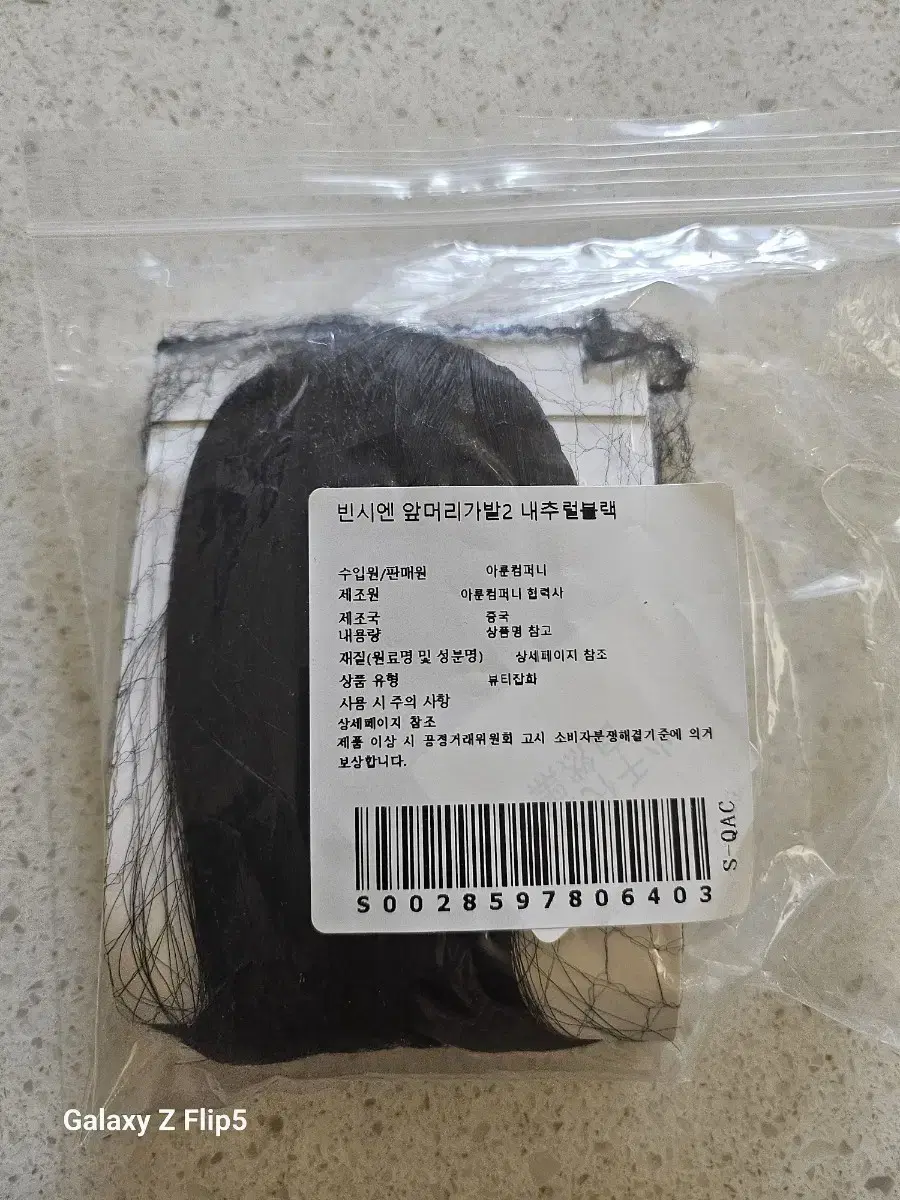 빈시엔 앞머리가발2 내추럴블랙
수입원/판매원 아룬컴퍼니
제조원 아룬컴퍼니 협력사
제조국 중국
내용량 상품명 참고
재질(원료명 및 성분명) 상세페이지 참조
상품 유형 뷰티잡화
사용 시 주의 사항
상세페이지 참조
제품 이상 시 공정거래위원회 고시 소비자분쟁해결기준에 의거
보상합니다.
S-QAC
S0028597806403
Galaxy Z Flip5